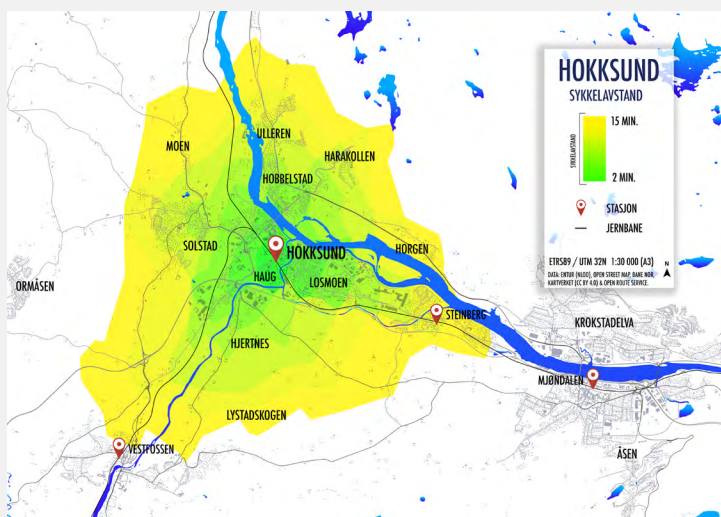 HOKKSUND
SYKKELAVSTAND
SYKKELAVSTAND
15 MIN.
2 MIN.
STASJON
JERNBANE
ETRS89 / UTM 32N 1:30 000 (A3)
N
DATA: ENTUR (NLOD), OPEN STREET MAP, BANE NOR,
KARTVERKET (CC BY 4.0) & OPEN ROUTE SERVICE.
ULLEREN
MOEN
HARAKOLLEN
HOBBELSTAD
SOLSTAD
HOKKSUND
HORGEN
HAUG
LOSMOEN
ORMÅSEN
STEINBERG
KROKSTADELVA
HJERTNES
MJØNDALEN
LYSTADSKOGEN
VESTFOSSEN
ÅSEN